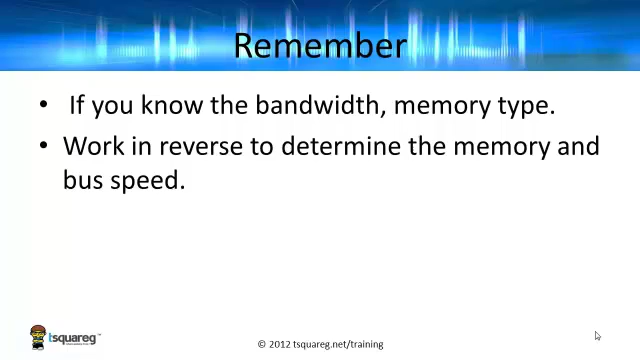 Remember
• If you know the bandwidth, memory type.
• Work in reverse to determine the memory and
bus speed.
tsquareg™
© 2012 tsquareg.net/training